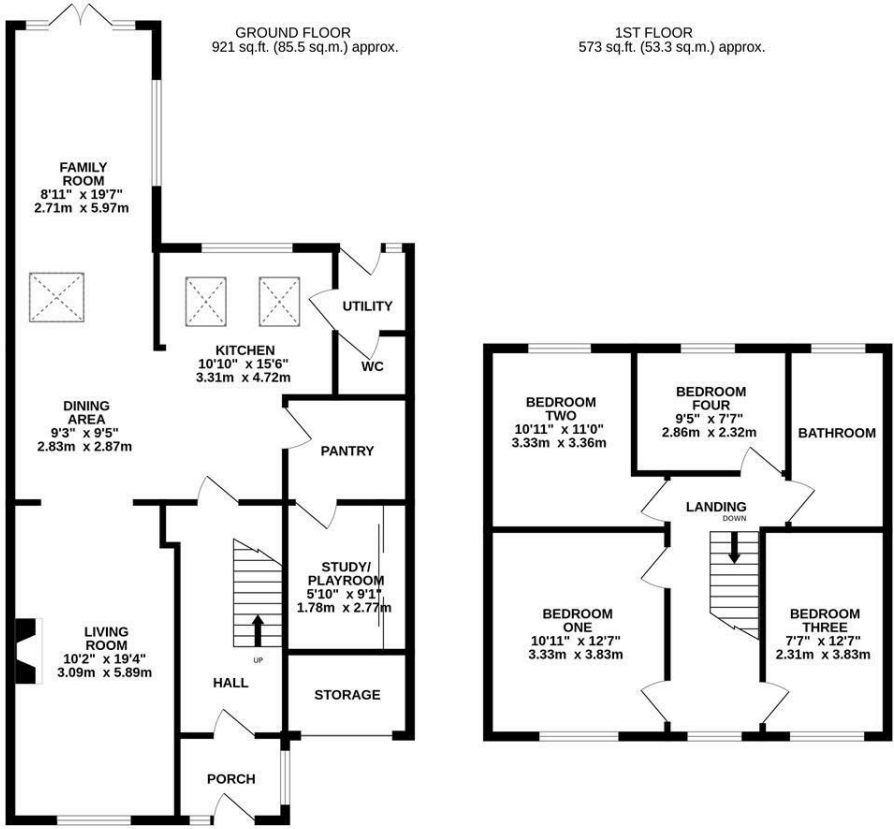 GROUND FLOOR
921 sq.ft. (85.5 sq.m.) approx.
1ST FLOOR
573 sq.ft. (53.3 sq.m.) approx.
FAMILY
ROOM
8'11" x 19'7"
2.71m x 5.97m
UTILITY
KITCHEN
10'10" x 15'6"
3.31m x 4.72m
WC
DINING
AREA
9'3" x 9'5"
2.83m x 2.87m
PANTRY
STUDY/
PLAYROOM
5'10" x 9'1"
1.78m x 2.77m
LIVING
ROOM
10'2" x 19'4"
3.09m x 5.89m
UP
HALL
STORAGE
PORCH
BEDROOM
TWO
10'11" x 11'0"
3.33m x 3.36m
BEDROOM
FOUR
9'5" x 7'7"
2.86m x 2.32m
BATHROOM
LANDING
DOWN
BEDROOM
ONE
10'11" x 12'7"
3.33m x 3.83m
BEDROOM
THREE
7'7" x 12'7"
2.31m x 3.83m